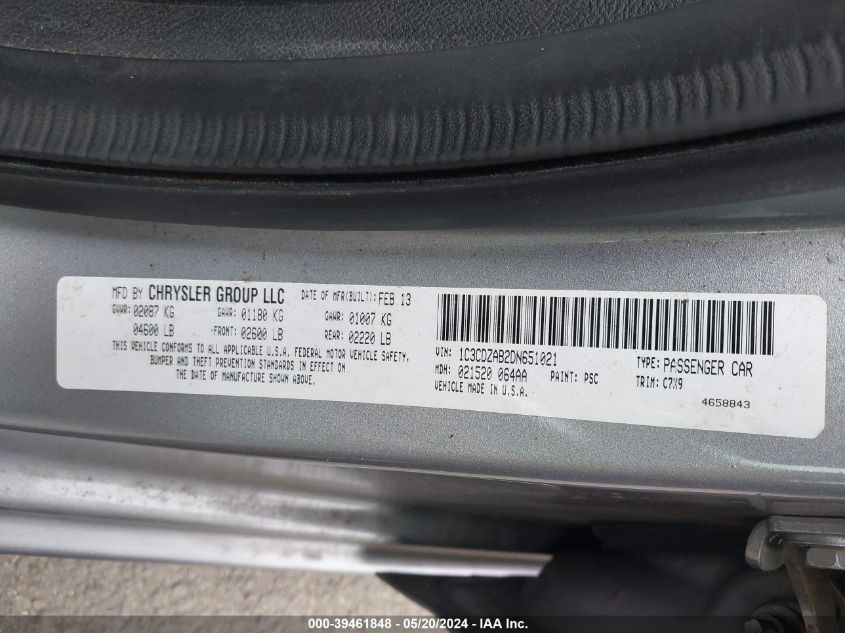 MFD BY CHRYSLER GROUP LLC DATE OF MFR(BUILT): FEB 13
GVWR: 02087 KG GAWR: 01180 KG GAWR: 01007 KG
04600 LB FRONT: 02600 LB REAR: 02220 LB
THIS VEHICLE CONFORMS TO ALL APPLICABLE U.S.A. FEDERAL MOTOR VEHICLE SAFETY,
BUMPER AND THEFT PREVENTION STANDARDS IN EFFECT ON
THE DATE OF MANUFACTURE SHOWN ABOVE.
VIN: 1C3CDZAB2DN651021 TYPE: PASSENGER CAR
MDH: 021520 064AA PAINT: PSC TRIM: C7X9
VEHICLE MADE IN U.S.A. 4658843
000-39461848 - 05/20/2024 - IAA Inc.